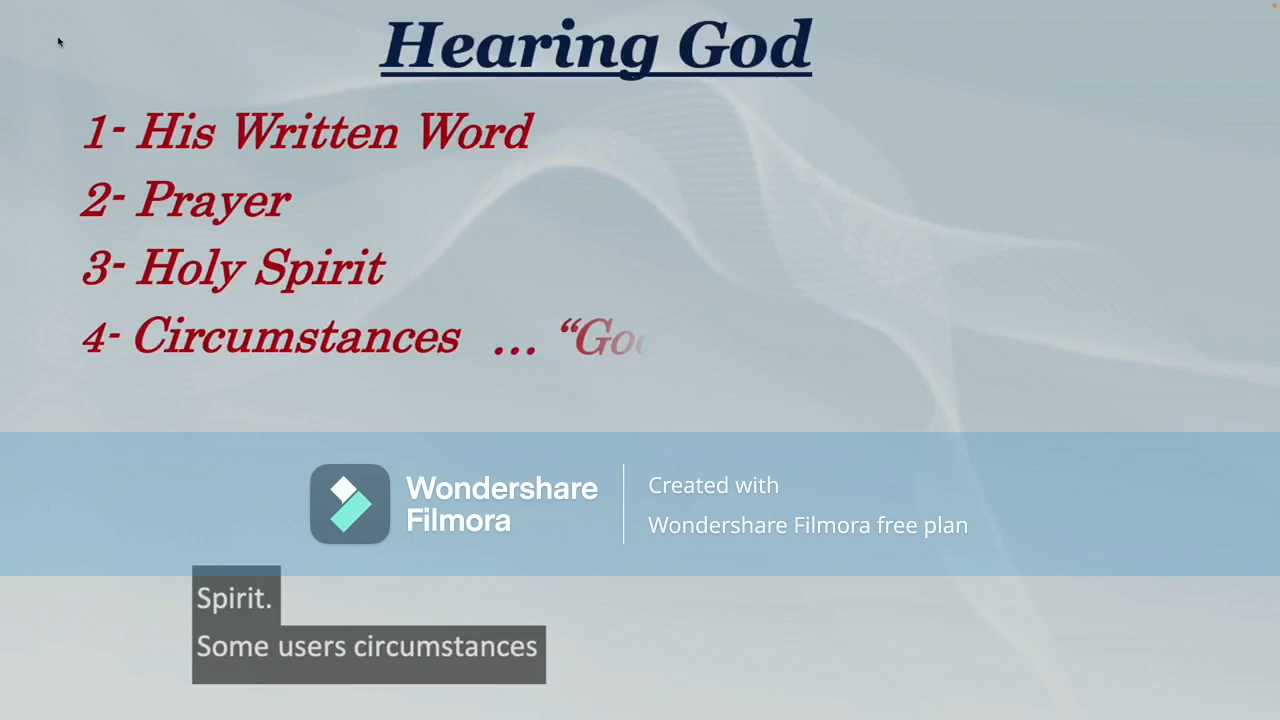 Hearing God
1- His Written Word
2- Prayer
3- Holy Spirit
4- Circumstances ... “Go
Wondershare
Filmora
Created with
Wondershare Filmora free plan
Spirit.
Some users circumstances